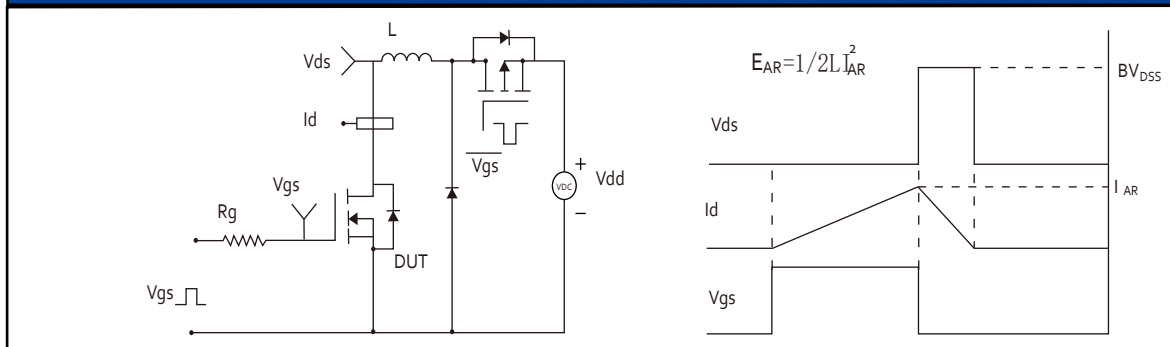 L
Vds
Id
Vgs
Vgs
Rg
DUT
Vgs
VDC
+
Vdd
−
E_AR=1/2LI²_AR
Vds
BV_DSS
Id
I_AR
Vgs